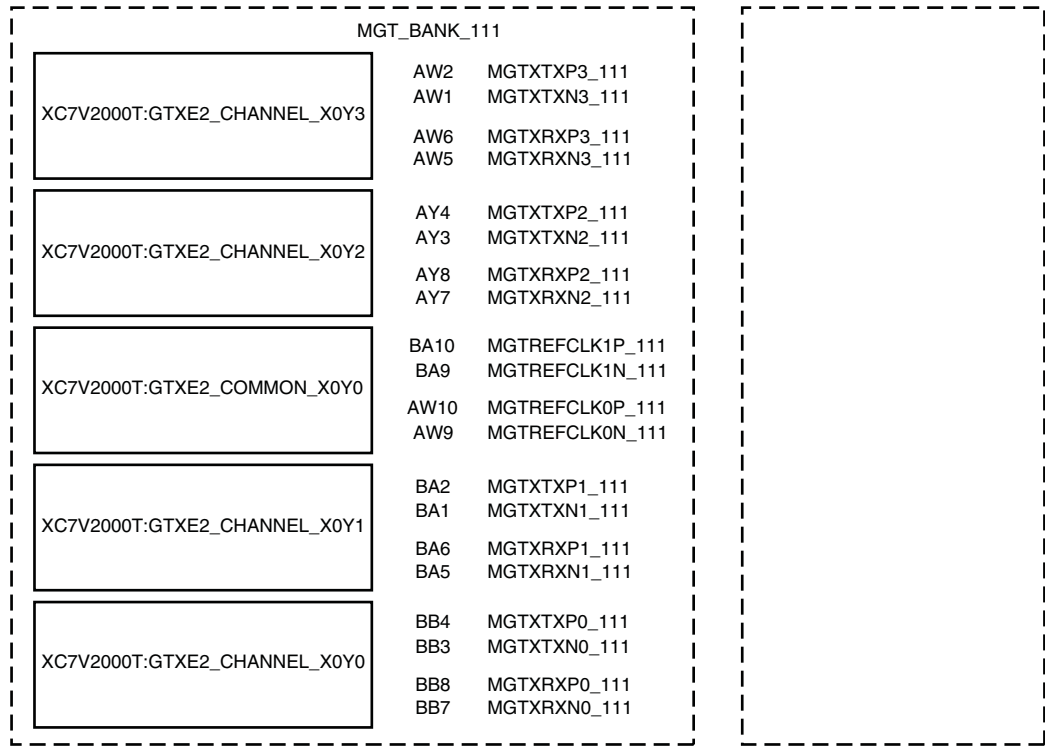 MGT_BANK_111
XC7V2000T:GTXE2_CHANNEL_X0Y3
AW2 MGTXTXP3_111
AW1 MGTXTXN3_111
AW6 MGTXRXP3_111
AW5 MGTXRXN3_111
XC7V2000T:GTXE2_CHANNEL_X0Y2
AY4 MGTXTXP2_111
AY3 MGTXTXN2_111
AY8 MGTXRXP2_111
AY7 MGTXRXN2_111
XC7V2000T:GTXE2_COMMON_X0Y0
BA10 MGTREFCLK1P_111
BA9 MGTREFCLK1N_111
AW10 MGTREFCLK0P_111
AW9 MGTREFCLK0N_111
XC7V2000T:GTXE2_CHANNEL_X0Y1
BA2 MGTXTXP1_111
BA1 MGTXTXN1_111
BA6 MGTXRXP1_111
BA5 MGTXRXN1_111
XC7V2000T:GTXE2_CHANNEL_X0Y0
BB4 MGTXTXP0_111
BB3 MGTXTXN0_111
BB8 MGTXRXP0_111
BB7 MGTXRXN0_111